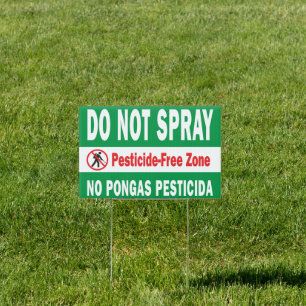 DO NOT SPRAY
Pesticide-Free Zone
NO PONGAS PESTICIDA